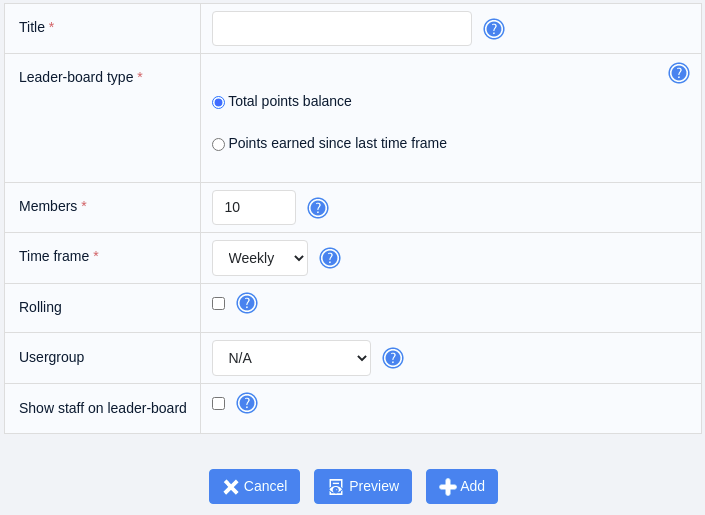 Title *
Leader-board type *
Total points balance
Points earned since last time frame
Members *
10
Time frame *
Weekly
Rolling
Usergroup
N/A
Show staff on leader-board
Cancel Preview Add